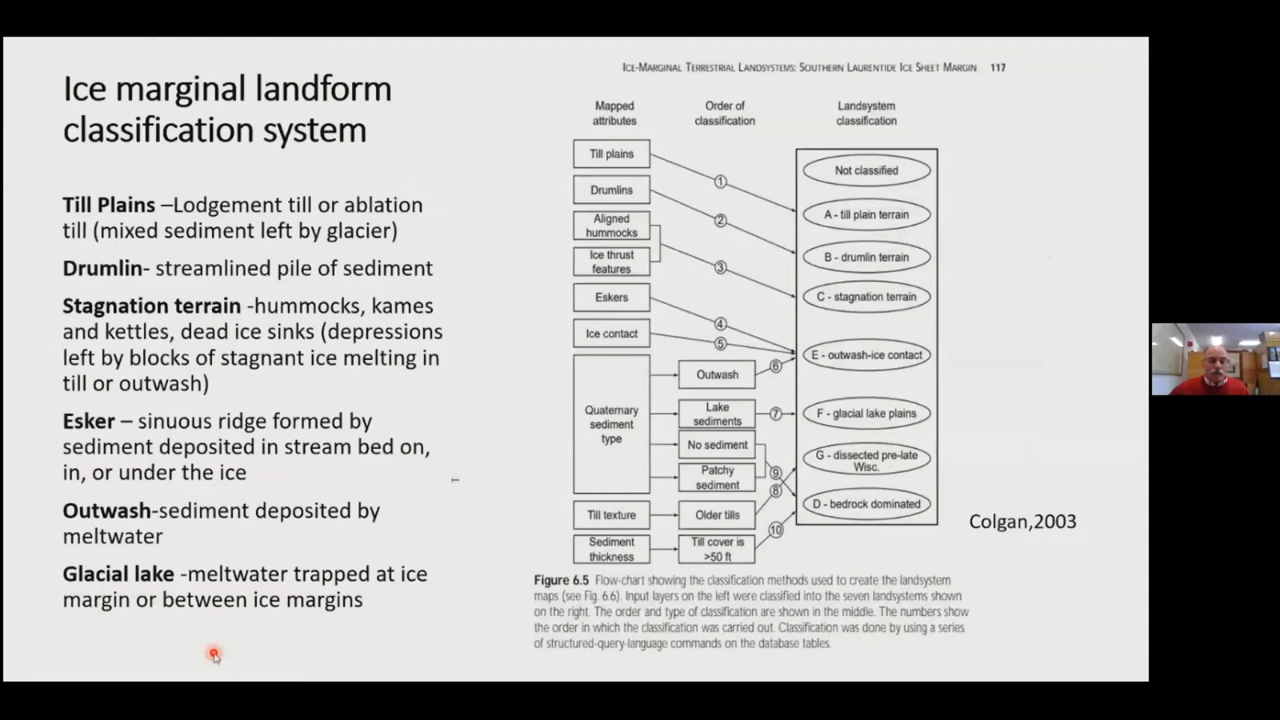 Ice marginal landform
classification system
Till Plains –Lodgement till or ablation
till (mixed sediment left by glacier)
Drumlin- streamlined pile of sediment
Stagnation terrain -hummocks, kames
and kettles, dead ice sinks (depressions
left by blocks of stagnant ice melting in
till or outwash)
Esker – sinuous ridge formed by
sediment deposited in stream bed on,
in, or under the ice
Outwash-sediment deposited by
meltwater
Glacial lake -meltwater trapped at ice
margin or between ice margins
Ice-Marginal Terrestrial Landsystems: Southern Laurentide Ice Sheet Margin 117
Mapped
attributes
Order of
classification
Landsystem
classification
Till plains
Drumlins
Aligned
hummocks
Ice thrust
features
Eskers
Ice contact
Quaternary
sediment
type
Till texture
Sediment
thickness
1
2
3
4
5
6
7
9
8
10
Outwash
Lake
sediments
No sediment
Patchy
sediment
Older tills
Till cover is
>50 ft
Not classified
A - till plain terrain
B - drumlin terrain
C - stagnation terrain
E - outwash-ice contact
F - glacial lake plains
G - dissected pre-late
Wisc.
D - bedrock dominated
Colgan,2003
Figure 6.5 Flow-chart showing the classification methods used to create the landsystem
maps (see Fig. 6.6). Input layers on the left were classified into the seven landsystems shown
on the right. The order and type of classification are shown in the middle. The numbers show
the order in which the classification was carried out. Classification was done by using a series
of structured-query-language commands on the database tables.